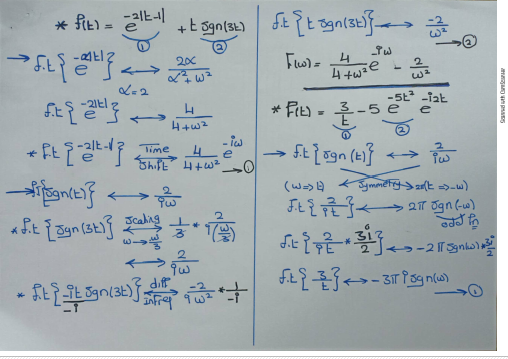 * f(t) = e^{-2|t-1|} + t sgn(3t)
① ②
→ f.t {e^{-α|t|}} ↔ 2α/(α²+ω²)
α=2
f.t {e^{-2|t|}} ↔ 4/(4+ω²)
* f.t {e^{-2|t-1|}} ↔ 4/(4+ω²) e^{-iω}
Time Shift → ①
→ f.t {sgn(t)} ↔ 2/(iω)
* f.t {sgn(3t)} ↔ 1/3 * 2/(i(ω/3))
Scaling ω→ω/3
↔ 2/(iω)
* f.t {-it sgn(3t)/-i} ↔ -2/(iω²) * 1/-i
diff in freq
f.t {t sgn(3t)} ↔ -2/ω²
→ ②
F(ω) = 4/(4+ω²) e^{-iω} - 2/ω²
* f(t) = 3/t - 5 e^{-5t²} e^{-i2t}
① ②
→ f.t {sgn(t)} ↔ 2/(iω)
(ω⇒t) symmetry (t⇒-ω)
f.t {2/(it)} ↔ 2π sgn(-ω)
odd fn
f.t {2/(it) * 3i/2} ↔ -2π sgn(ω) * 3i/2
f.t {3/t} ↔ -3πi sgn(ω)
→ ①
Scanned with CamScanner